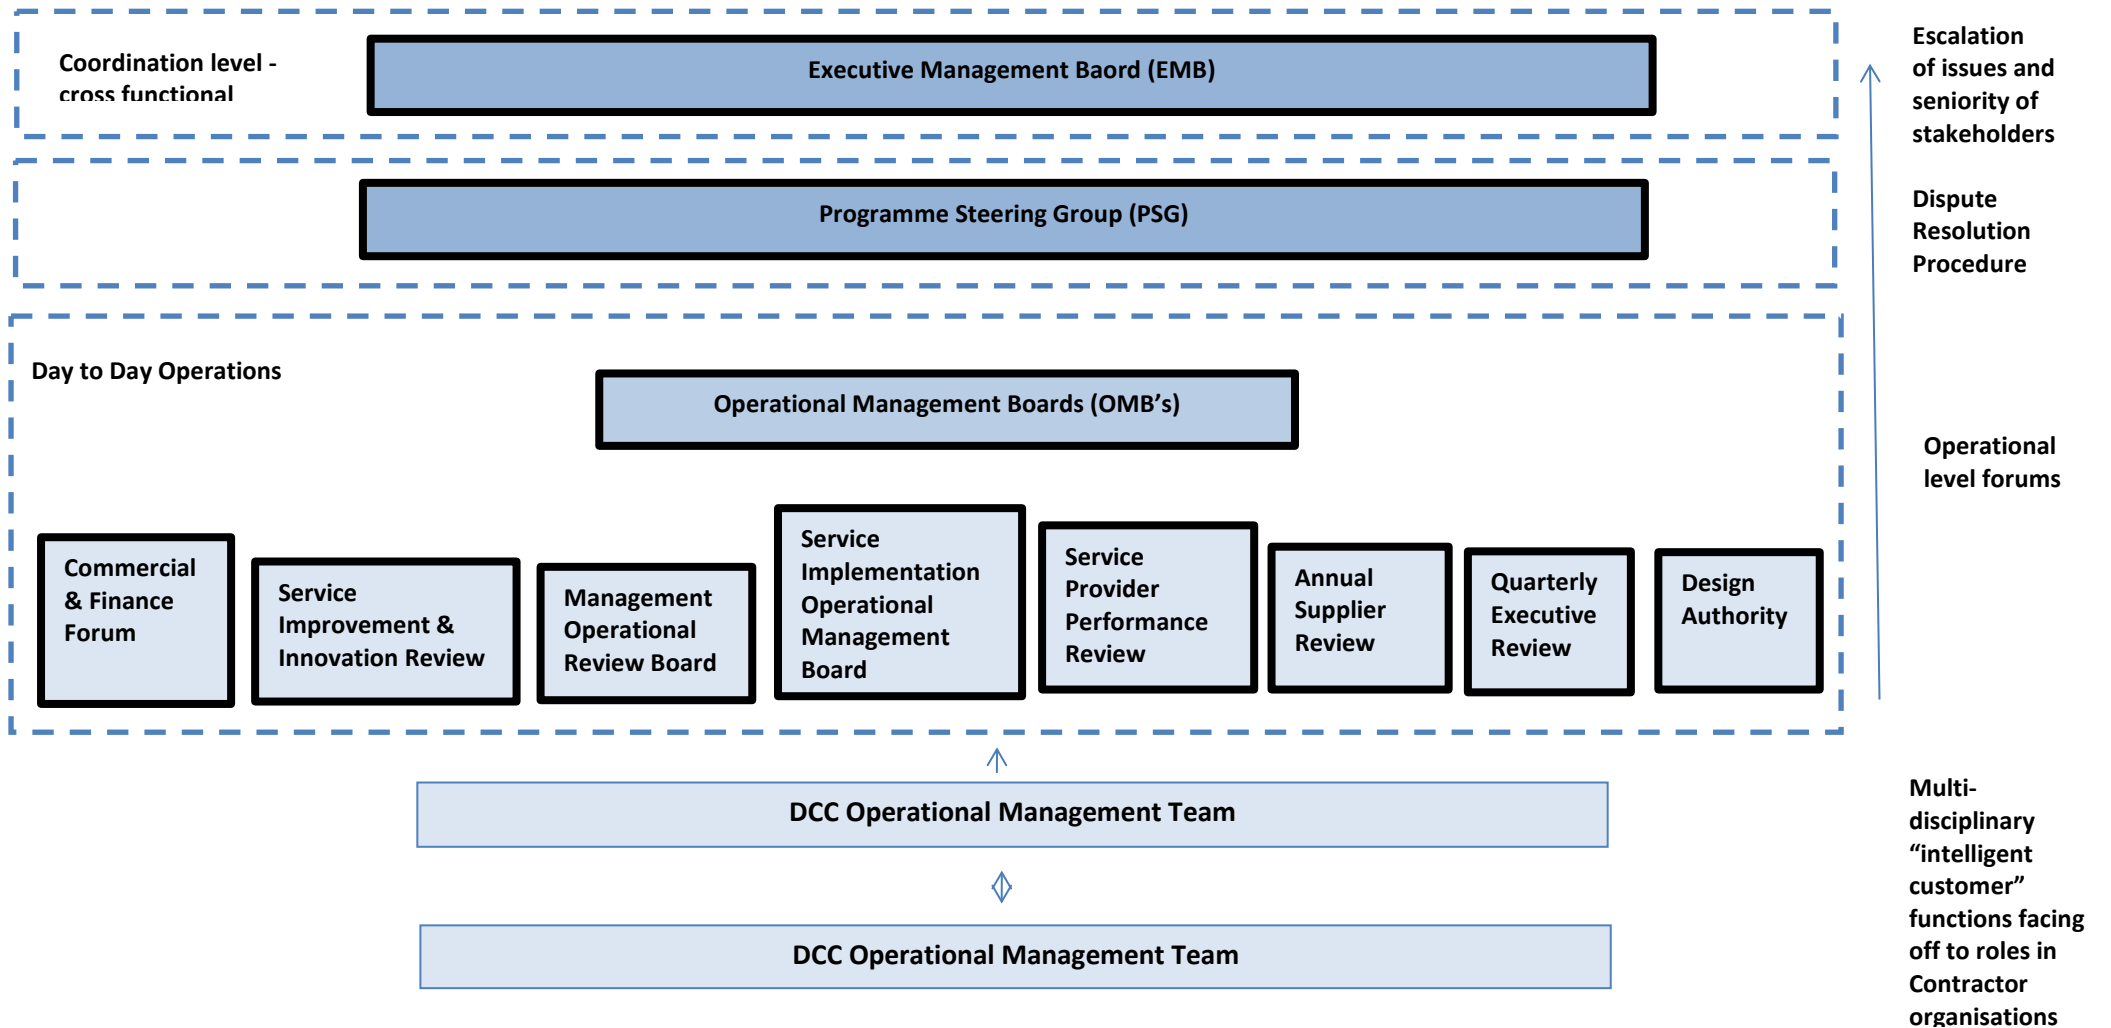 Coordination level -
cross functional
Executive Management Baord (EMB)
Escalation
of issues and
seniority of
stakeholders
Programme Steering Group (PSG)
Dispute
Resolution
Procedure
Day to Day Operations
Operational Management Boards (OMB's)
Operational
level forums
Commercial
& Finance
Forum
Service
Improvement &
Innovation Review
Management
Operational
Review Board
Service
Implementation
Operational
Management
Board
Service
Provider
Performance
Review
Annual
Supplier
Review
Quarterly
Executive
Review
Design
Authority
DCC Operational Management Team
DCC Operational Management Team
Multi-
disciplinary
“intelligent
customer”
functions facing
off to roles in
Contractor
organisations